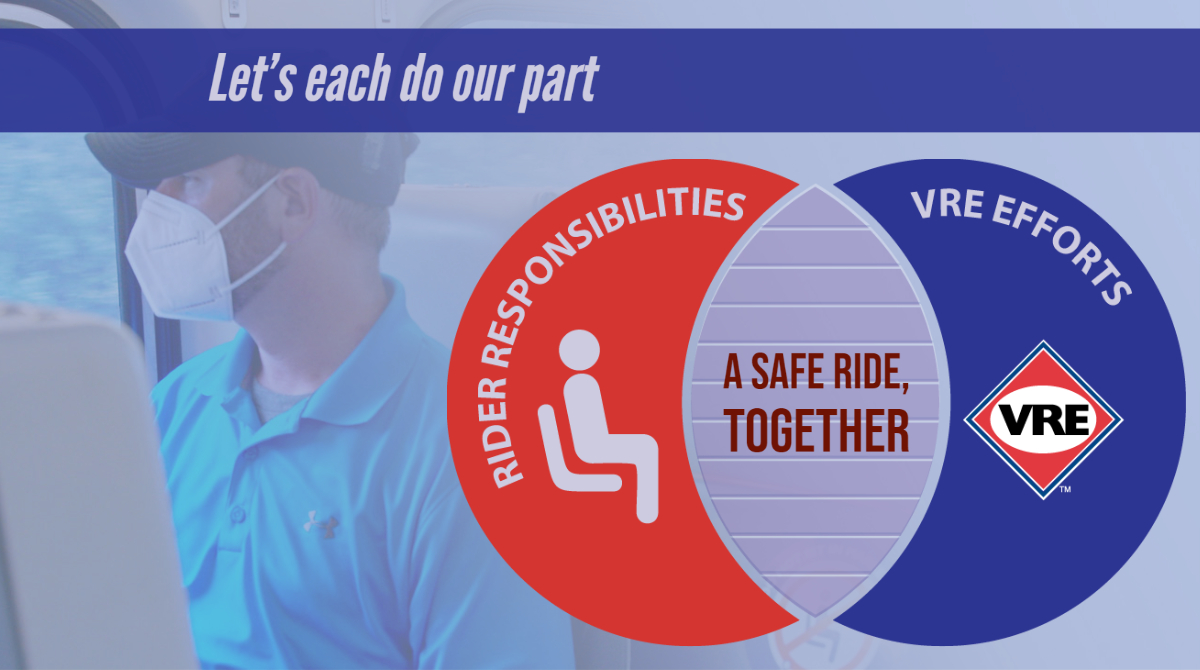 Let's each do our part
RIDER RESPONSIBILITIES
VRE EFFORTS
A SAFE RIDE,
TOGETHER
VRE
TM